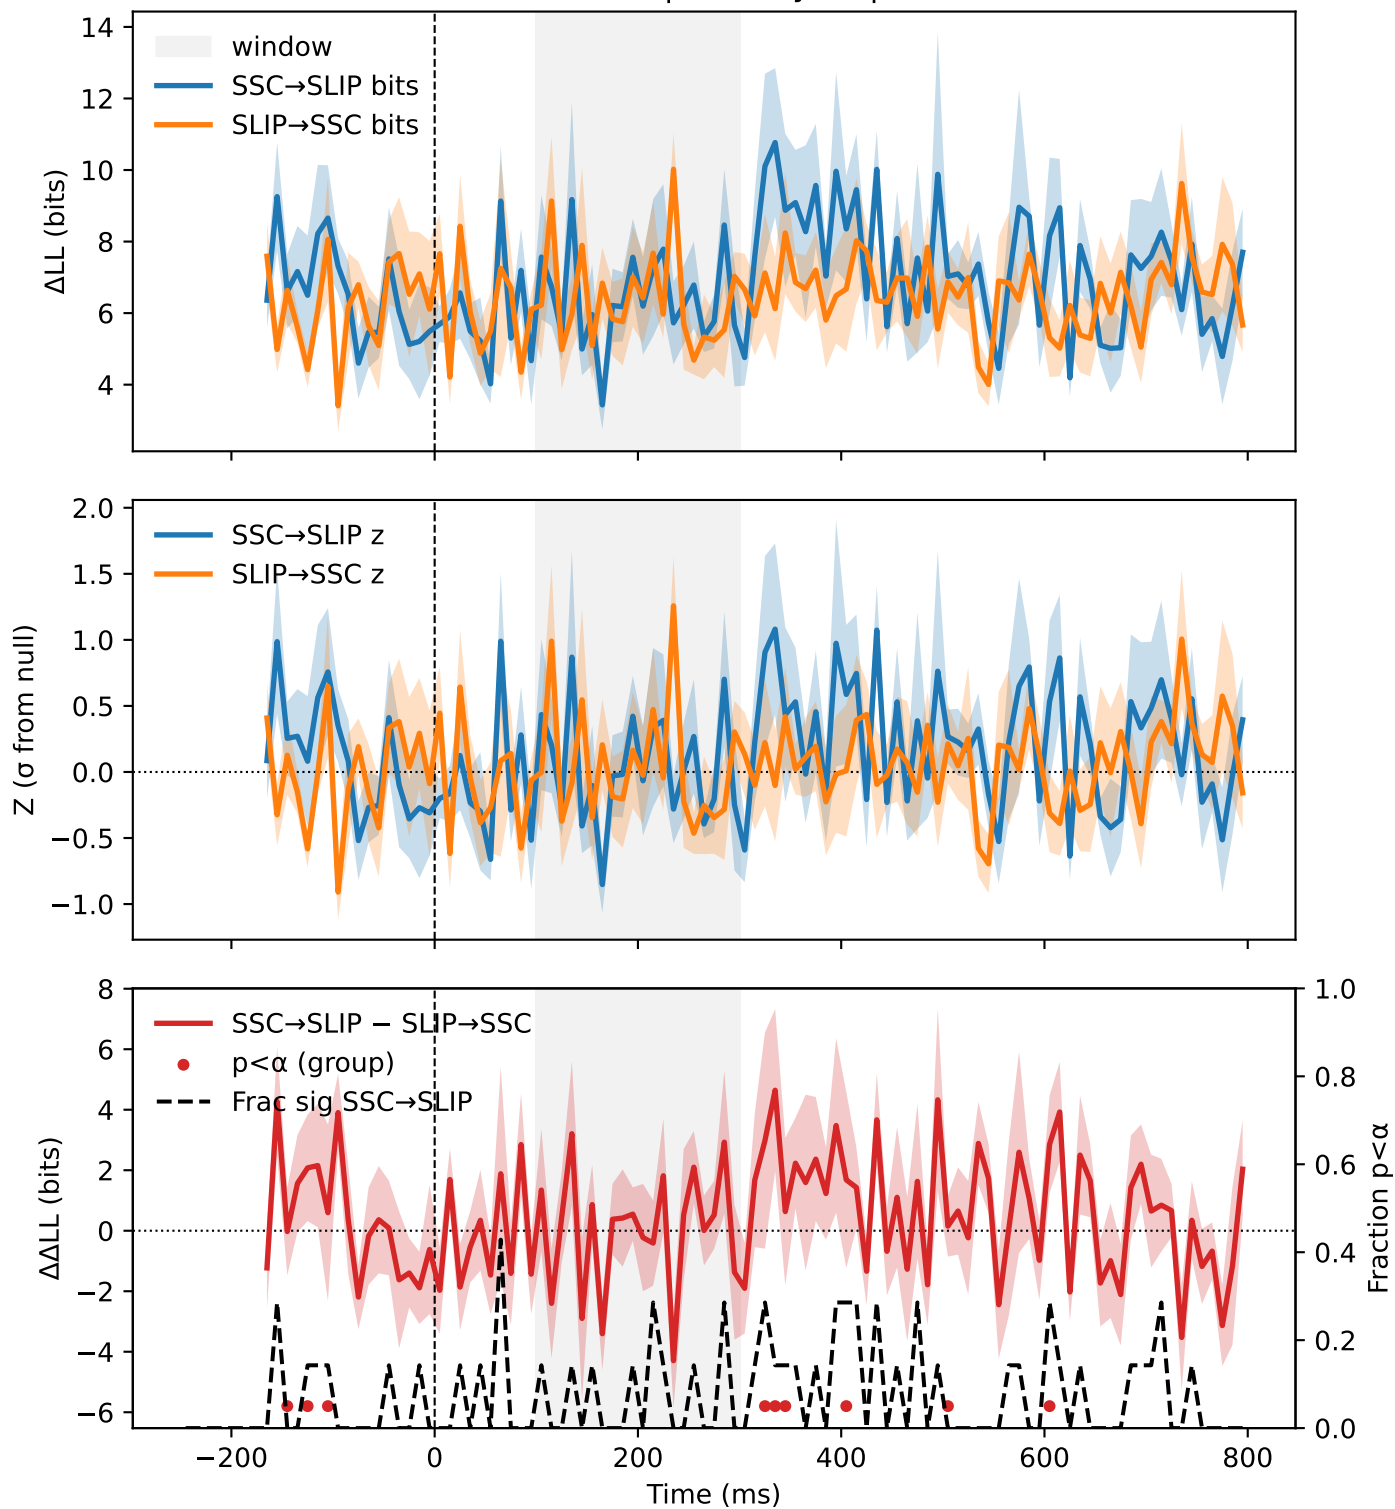 14
12
10
8
6
4
ΔLL (bits)
window
SSC→SLIP bits
SLIP→SSC bits
2.0
1.5
1.0
0.5
0.0
−0.5
−1.0
Z (σ from null)
SSC→SLIP z
SLIP→SSC z
8
6
4
2
0
−2
−4
−6
ΔΔLL (bits)
SSC→SLIP − SLIP→SSC
p<α (group)
Frac sig SSC→SLIP
1.0
0.8
0.6
0.4
0.2
0.0
Fraction p<α
−200
0
200
400
600
800
Time (ms)